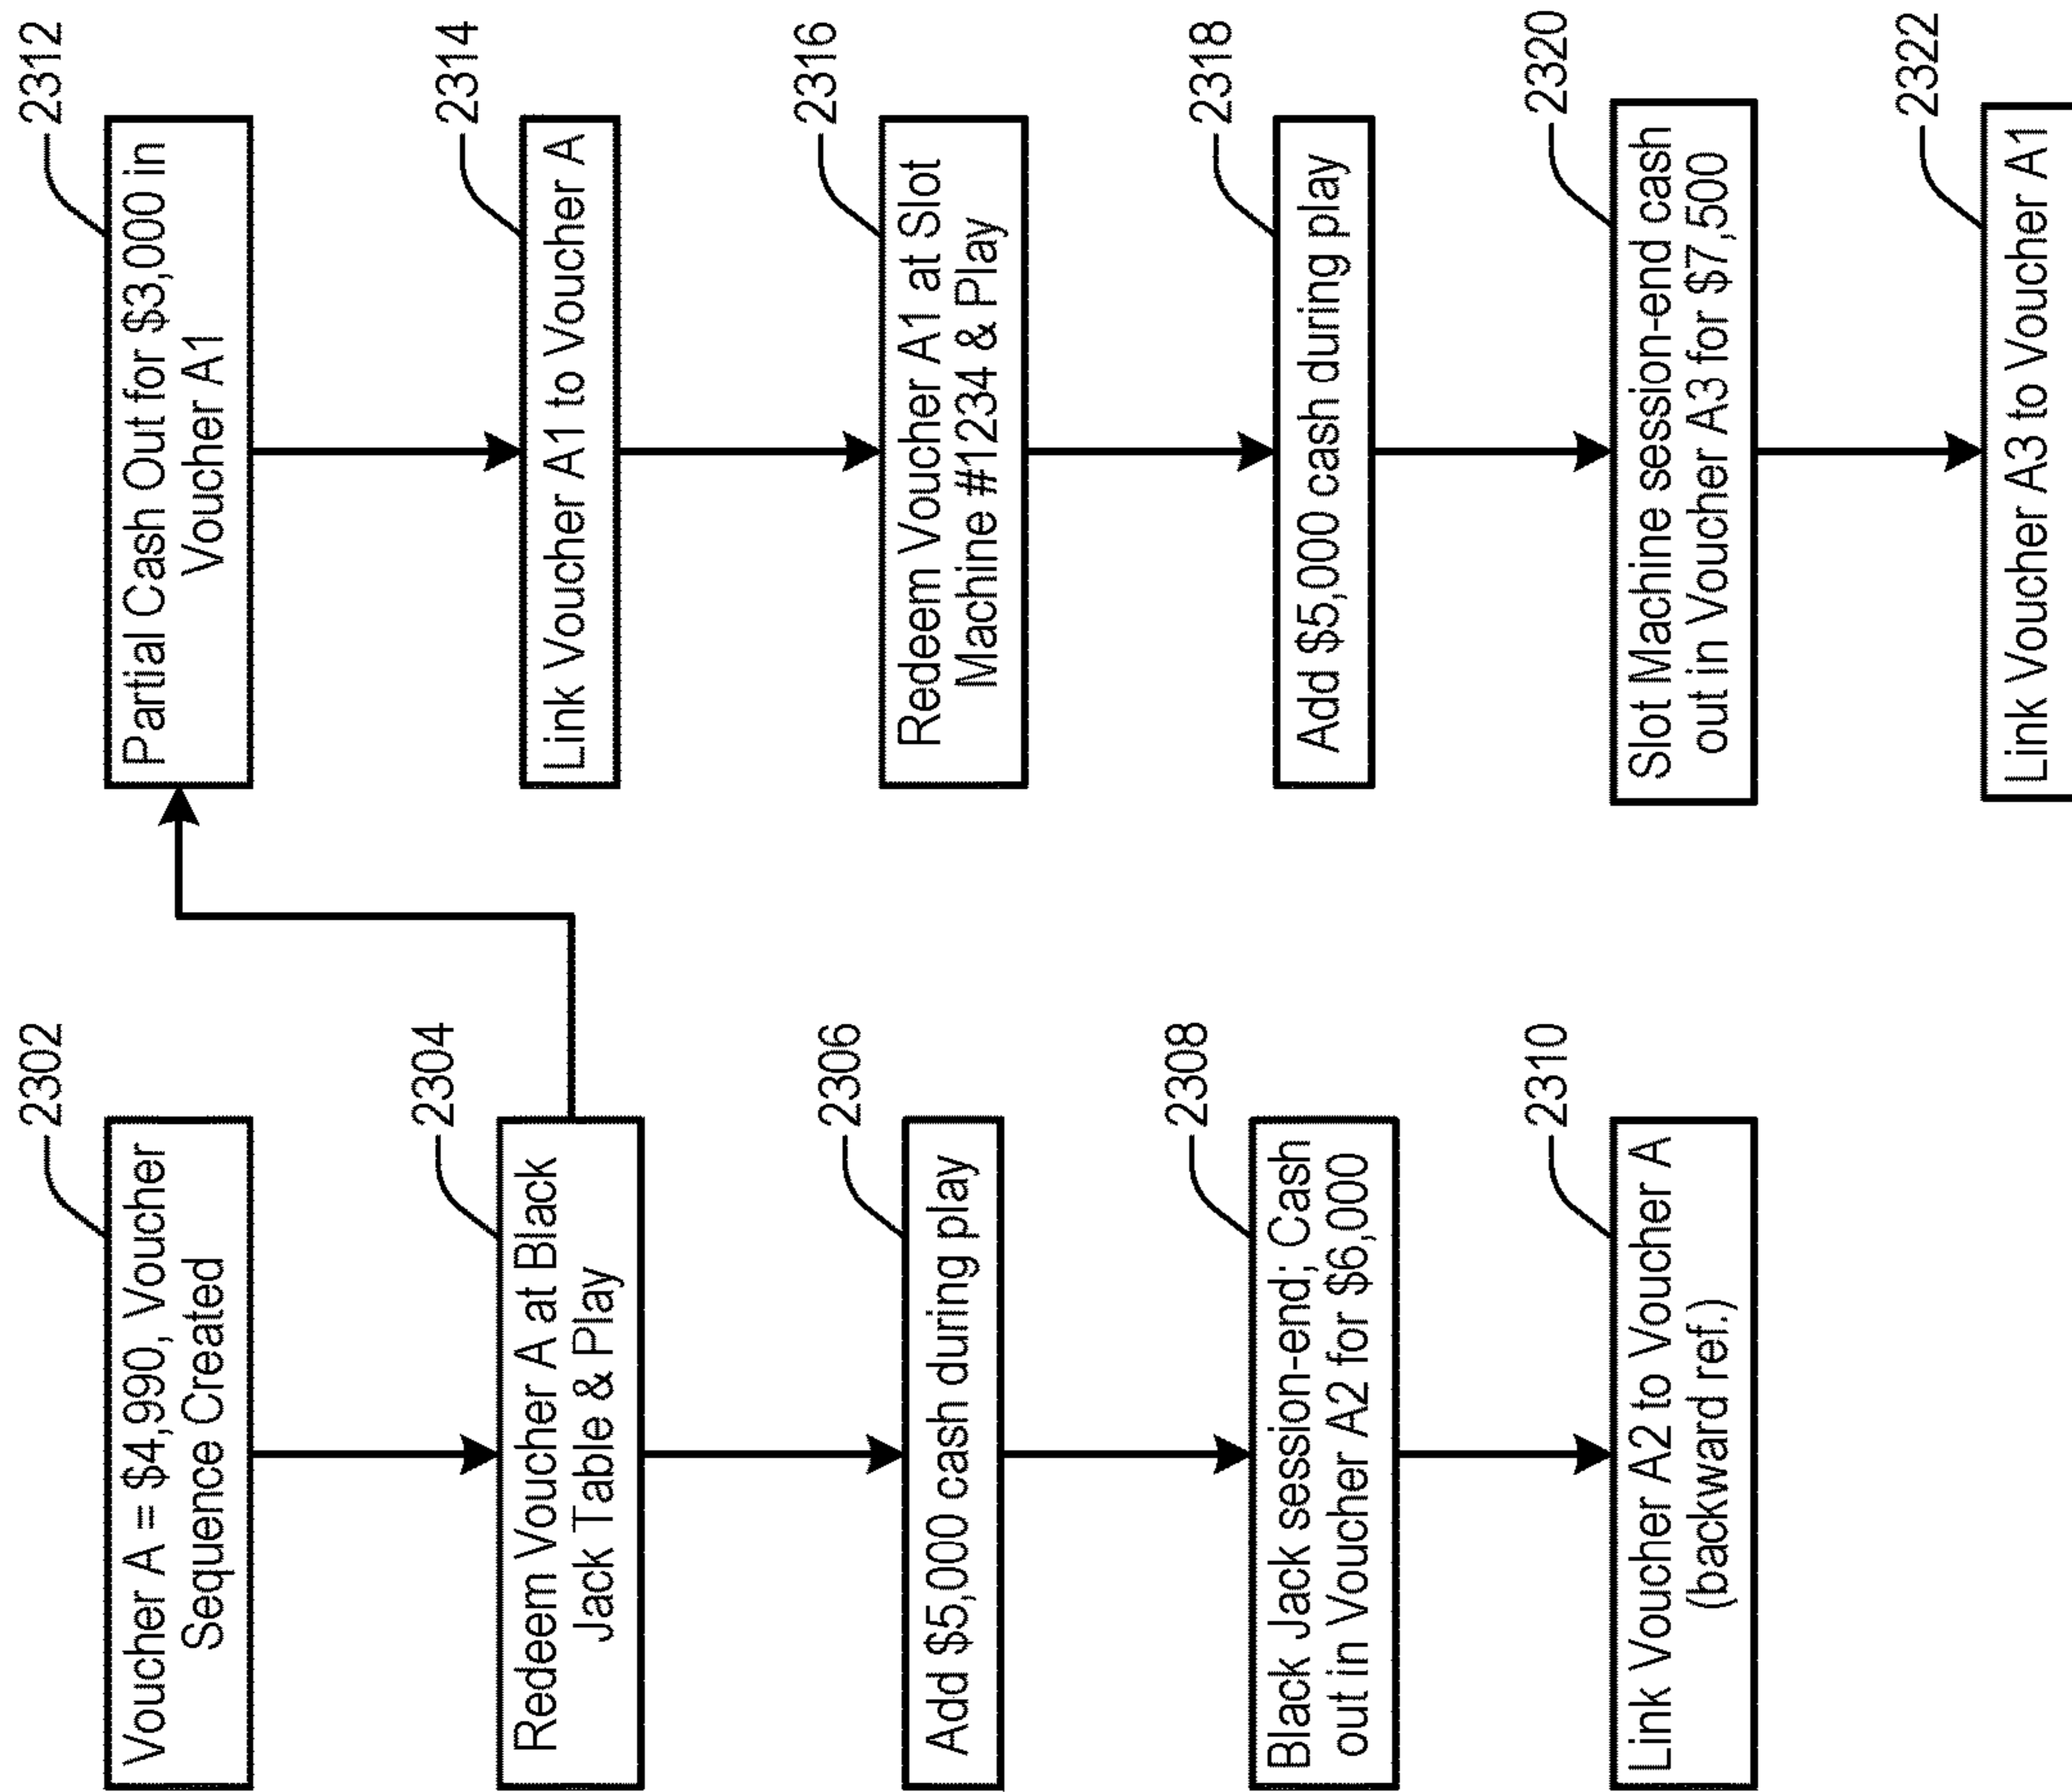 2302
Voucher A = $4,990, Voucher
Sequence Created
2304
Redeem Voucher A at Black
Jack Table & Play
2306
Add $5,000 cash during play
2308
Black Jack session-end; Cash
out in Voucher A2 for $6,000
2310
Link Voucher A2 to Voucher A
(backward ref.)
2312
Partial Cash Out for $3,000 in
Voucher A1
2314
Link Voucher A1 to Voucher A
2316
Redeem Voucher A1 at Slot
Machine #1234 & Play
2318
Add $5,000 cash during play
2320
Slot Machine session-end cash
out in Voucher A3 for $7,500
2322
Link Voucher A3 to Voucher A1